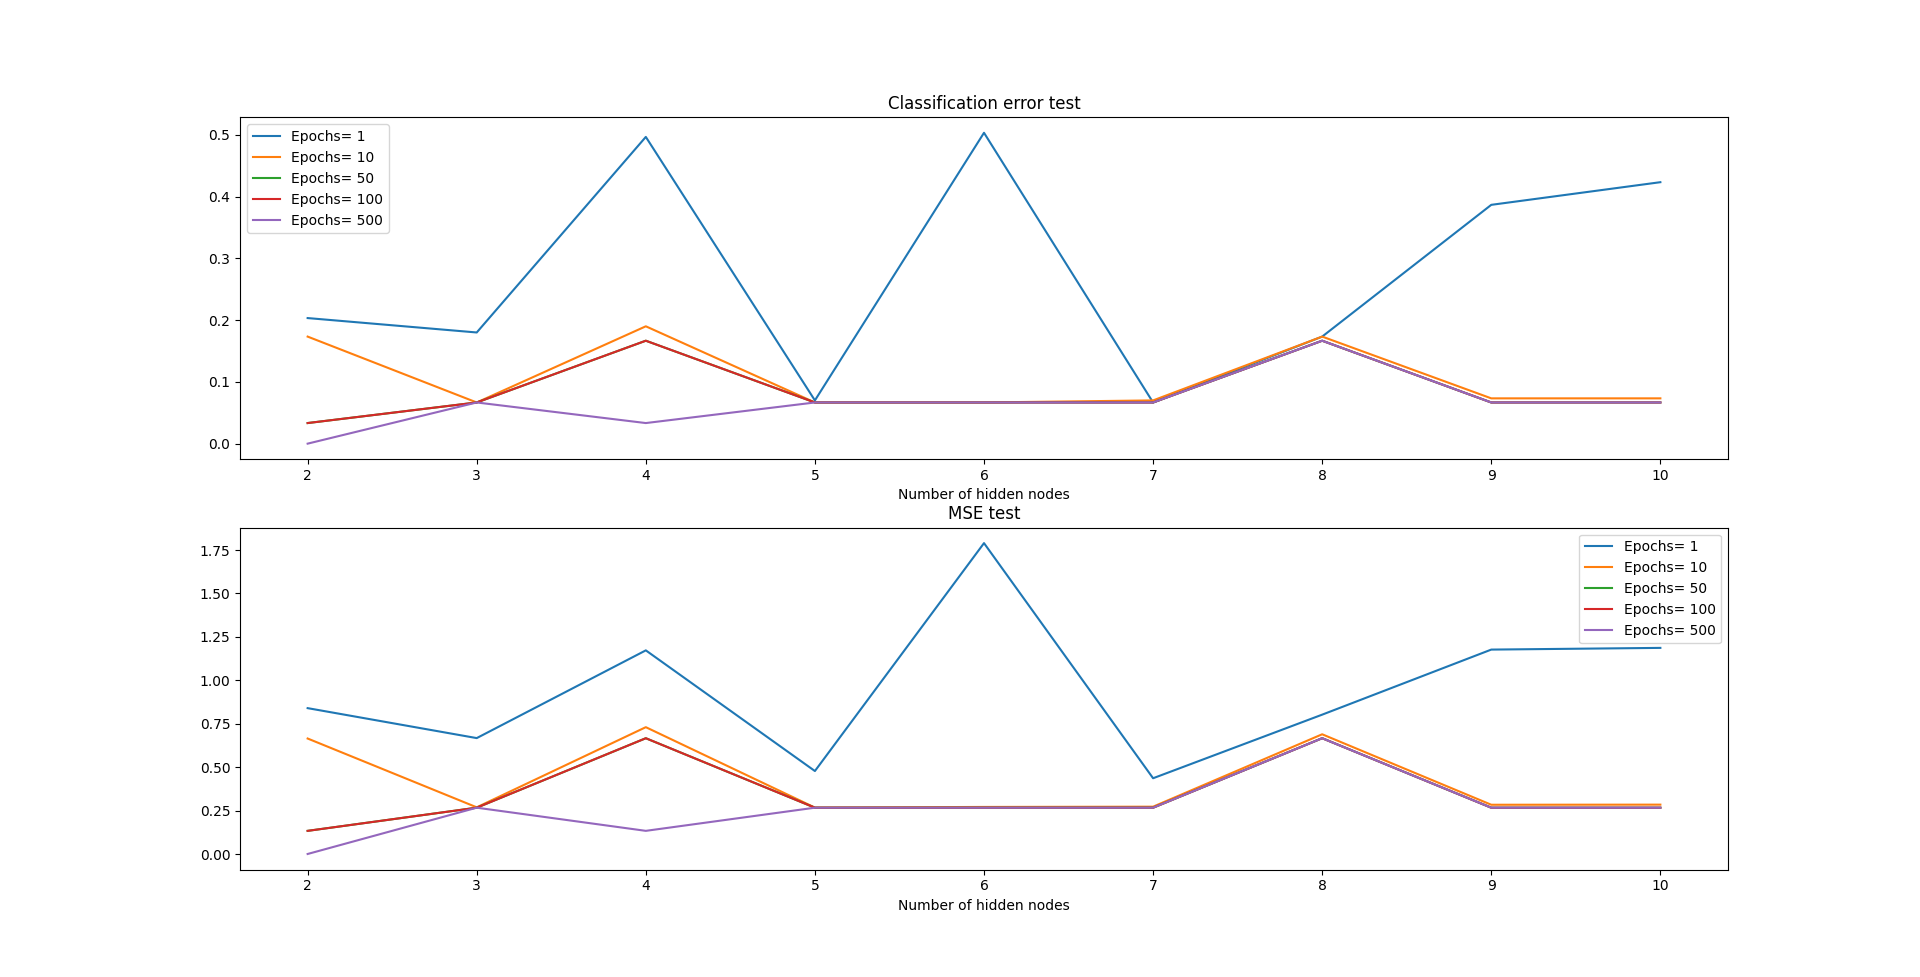 Classification error test
Epochs= 1
Epochs= 10
Epochs= 50
Epochs= 100
Epochs= 500
0.5
0.4
0.3
0.2
0.1
0.0
2 3 4 5 6 7 8 9 10
Number of hidden nodes
MSE test
Epochs= 1
Epochs= 10
Epochs= 50
Epochs= 100
Epochs= 500
1.75
1.50
1.25
1.00
0.75
0.50
0.25
0.00
2 3 4 5 6 7 8 9 10
Number of hidden nodes